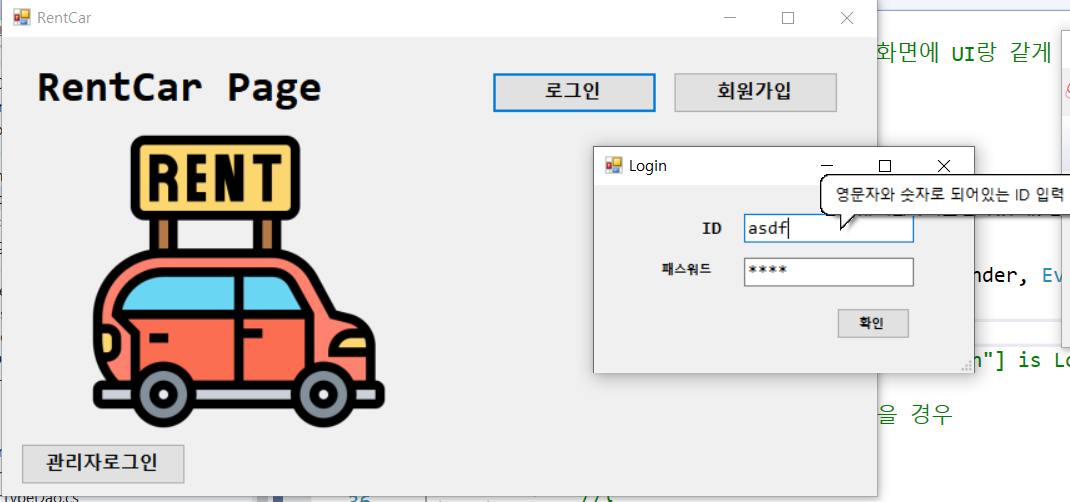 RentCar
화면에 UI랑 같게
RentCar Page
로그인
회원가입
RENT
Login
영문자와 숫자로 되어있는 ID 입력
ID
asdf
패스워드
****
nder, Ev
확인
"] is Lo
을 경우
관리자로그인
TypeDao.cs
36
//}